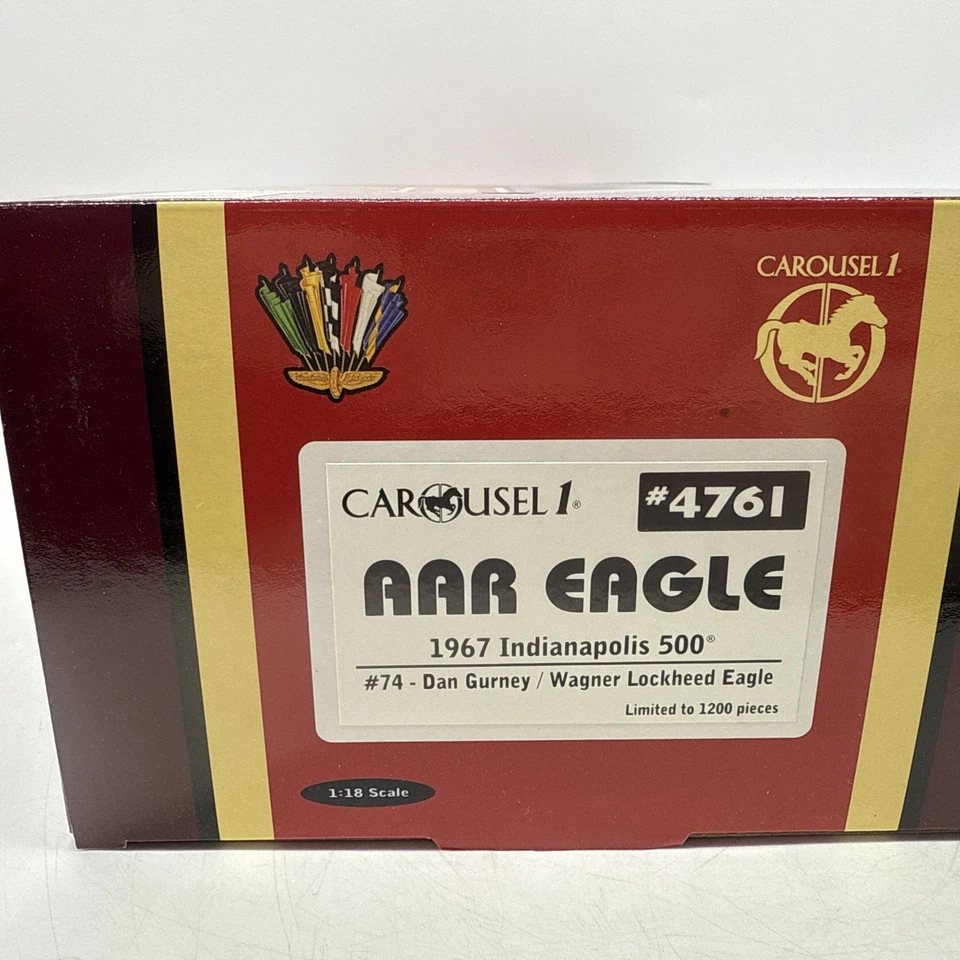 CAROUSEL 1
CAROUSEL 1®
#4761
AAR EAGLE
1967 Indianapolis 500®
#74 - Dan Gurney / Wagner Lockheed Eagle
Limited to 1200 pieces
1:18 Scale